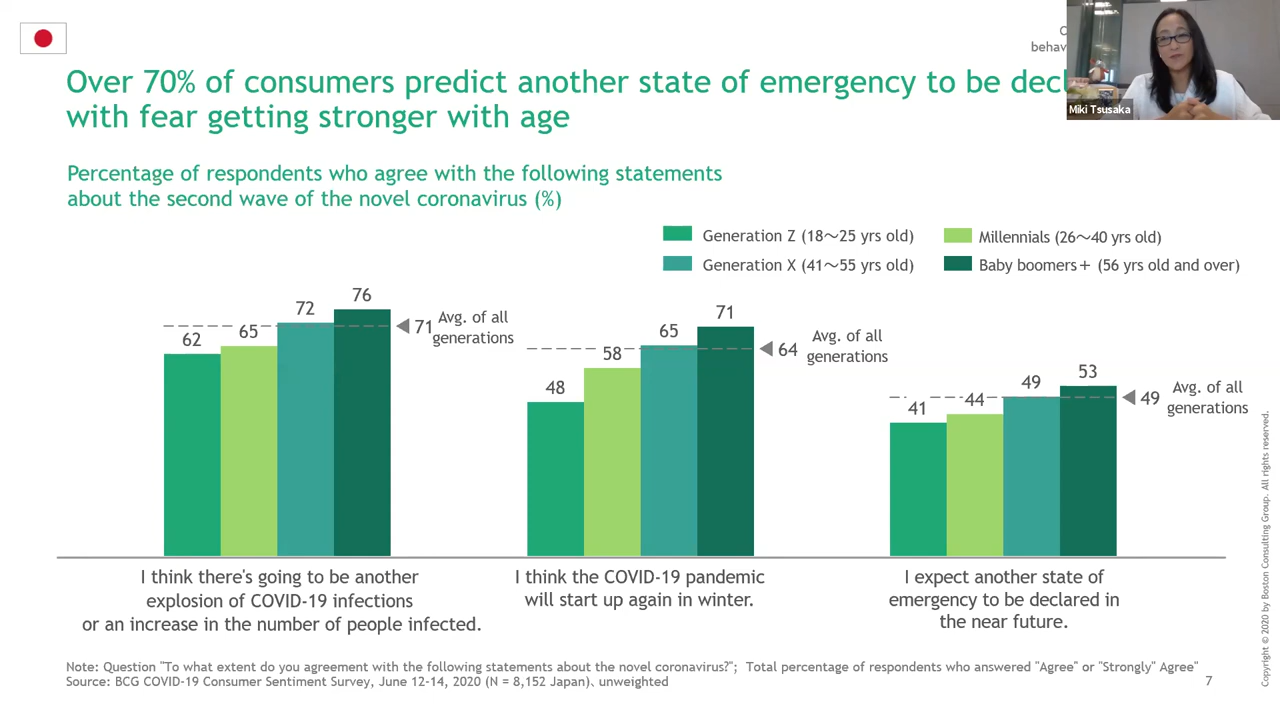 behav
Miki Tsusaka
Over 70% of consumers predict another state of emergency to be decl
with fear getting stronger with age
Percentage of respondents who agree with the following statements
about the second wave of the novel coronavirus (%)
Generation Z (18～25 yrs old)
Millennials (26～40 yrs old)
Generation X (41～55 yrs old)
Baby boomers＋ (56 yrs old and over)
62
65
72
76
71
Avg. of all
generations
48
58
65
71
64
Avg. of all
generations
41
44
49
53
49
Avg. of all
generations
I think there's going to be another
explosion of COVID-19 infections
or an increase in the number of people infected.
I think the COVID-19 pandemic
will start up again in winter.
I expect another state of
emergency to be declared in
the near future.
Note: Question "To what extent do you agreement with the following statements about the novel coronavirus?"; Total percentage of respondents who answered "Agree" or "Strongly" Agree"
Source: BCG COVID-19 Consumer Sentiment Survey, June 12-14, 2020 (N = 8,152 Japan)、unweighted
7
Copyright © 2020 by Boston Consulting Group. All rights reserved.